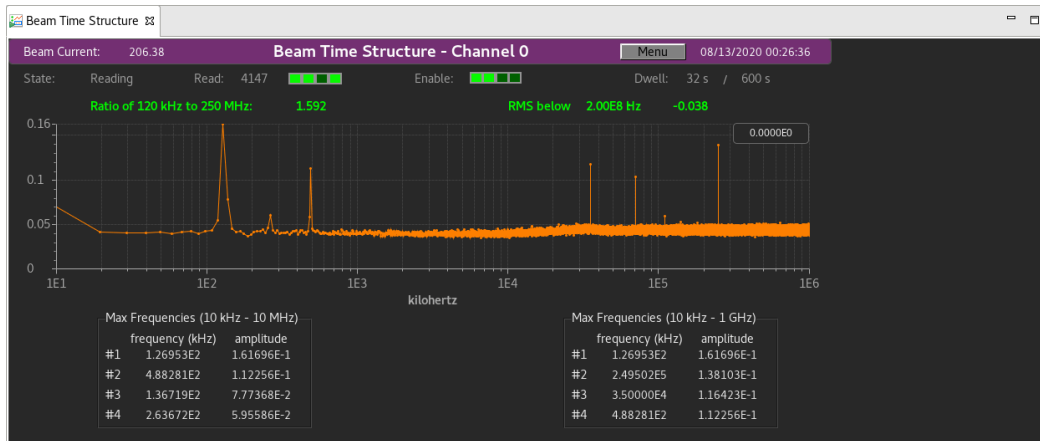 Beam Time Structure
Beam Current: 206.38 Beam Time Structure - Channel 0 Menu 08/13/2020 00:26:36
State: Reading Read: 4147 Enable: Dwell: 32 s / 600 s
Ratio of 120 kHz to 250 MHz: 1.592 RMS below 2.00E8 Hz -0.038
0.16
0.0000E0
0.1
0.05
0
1E1 1E2 1E3 1E4 1E5 1E6
kilohertz
Max Frequencies (10 kHz - 10 MHz) Max Frequencies (10 kHz - 1 GHz)
frequency (kHz) amplitude frequency (kHz) amplitude
#1 1.26953E2 1.61696E-1 #1 1.26953E2 1.61696E-1
#2 4.88281E2 1.12256E-1 #2 2.49502E5 1.38103E-1
#3 1.36719E2 7.77368E-2 #3 3.50000E4 1.16423E-1
#4 2.63672E2 5.95586E-2 #4 4.88281E2 1.12256E-1